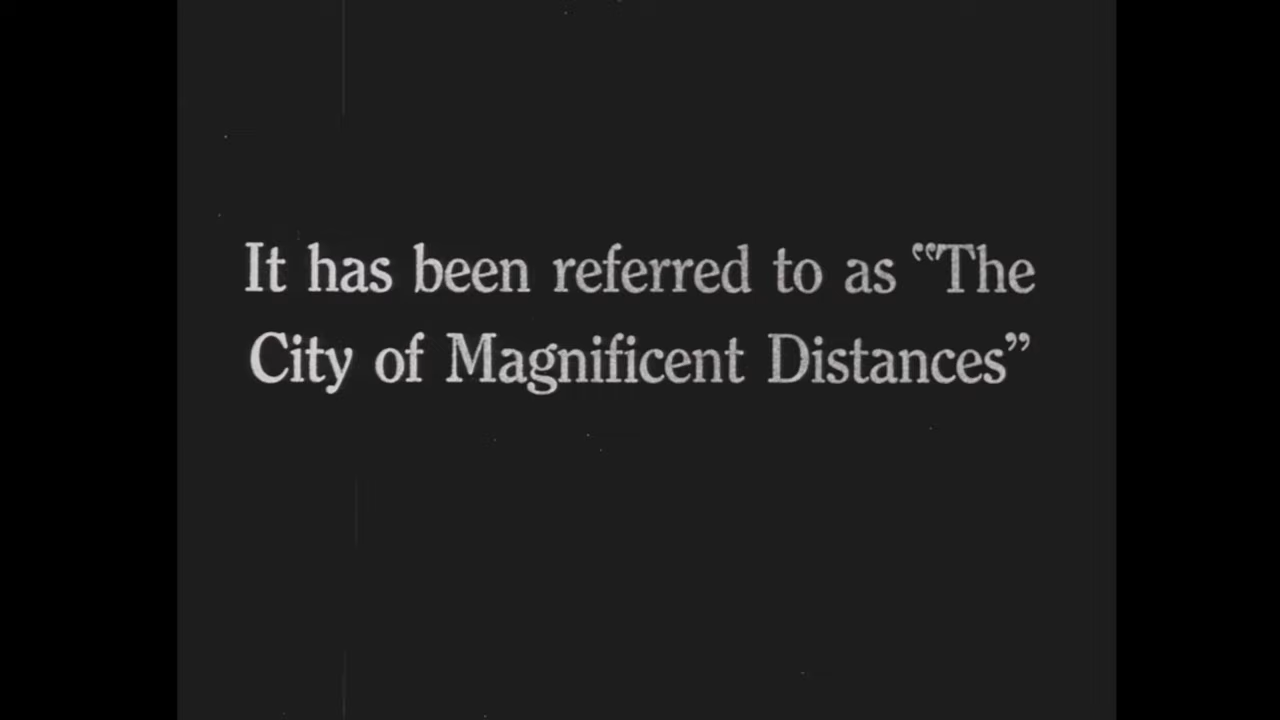 It has been referred to as “The
City of Magnificent Distances”